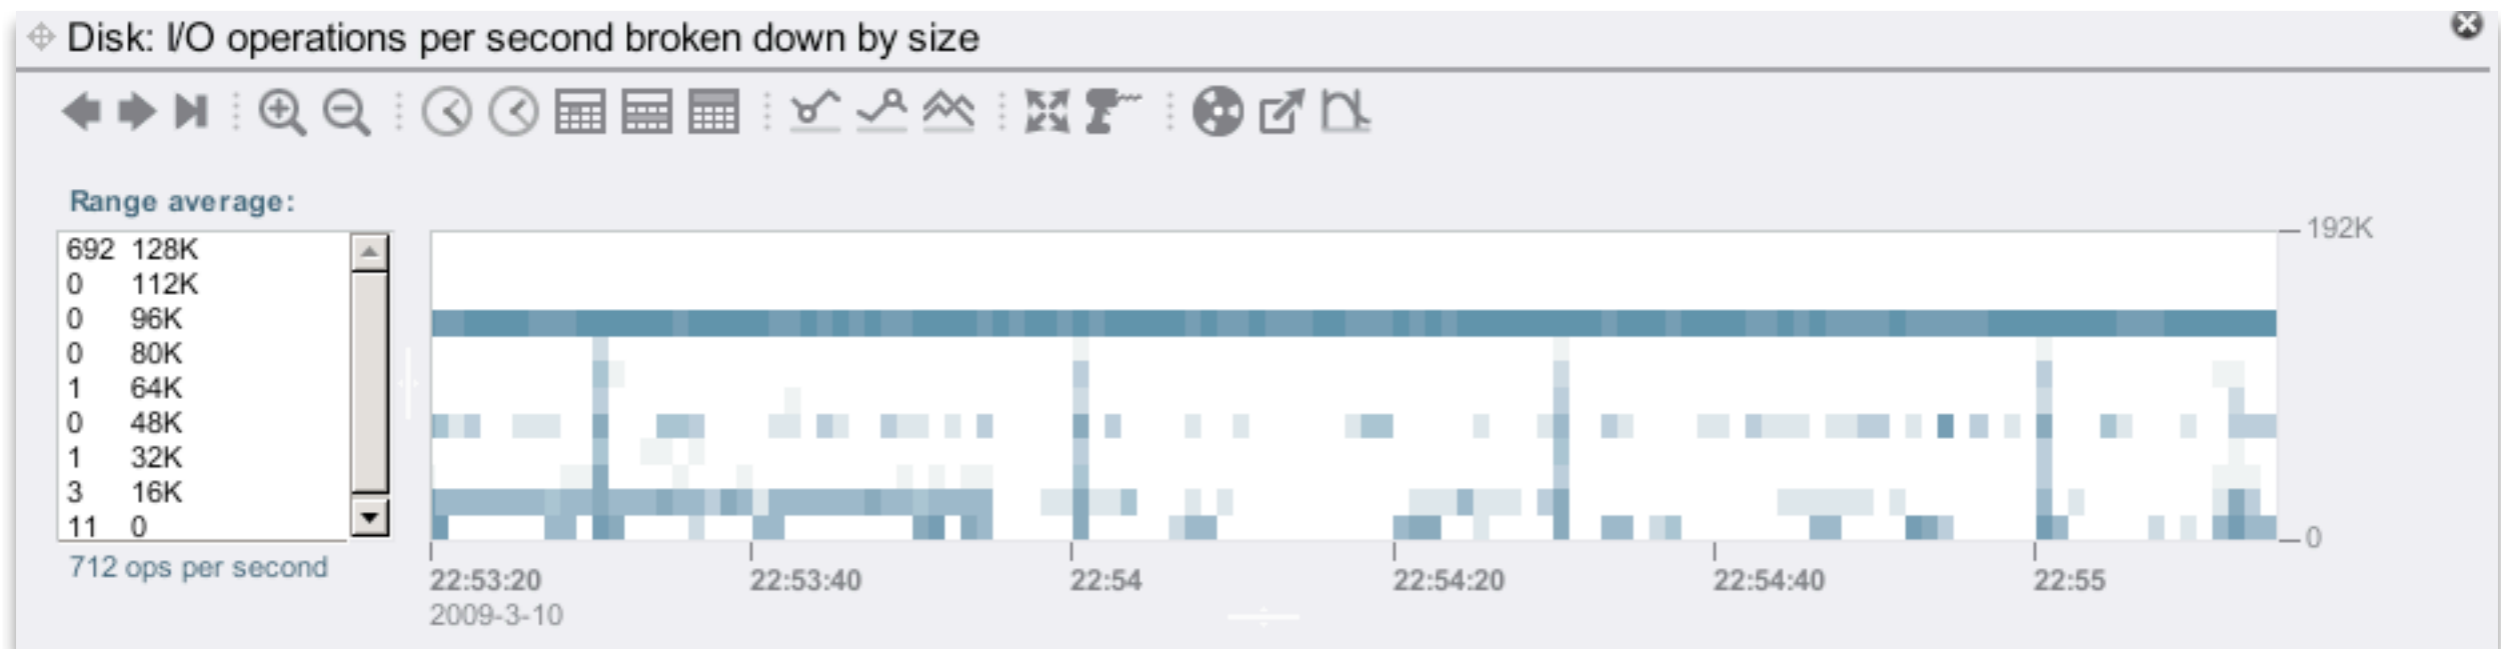 Disk: I/O operations per second broken down by size
Range average:
692 128K
0 112K
0 96K
0 80K
1 64K
0 48K
1 32K
3 16K
11 0
712 ops per second
192K
0
22:53:20 22:53:40 22:54 22:54:20 22:54:40 22:55
2009-3-10